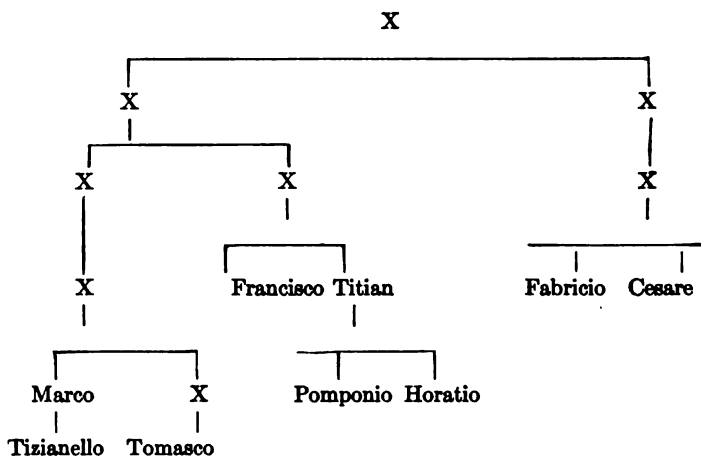 X
X X
X X X
X Francisco Titian Fabricio Cesare
Marco X Pomponio Horatio
Tizianello Tomasco